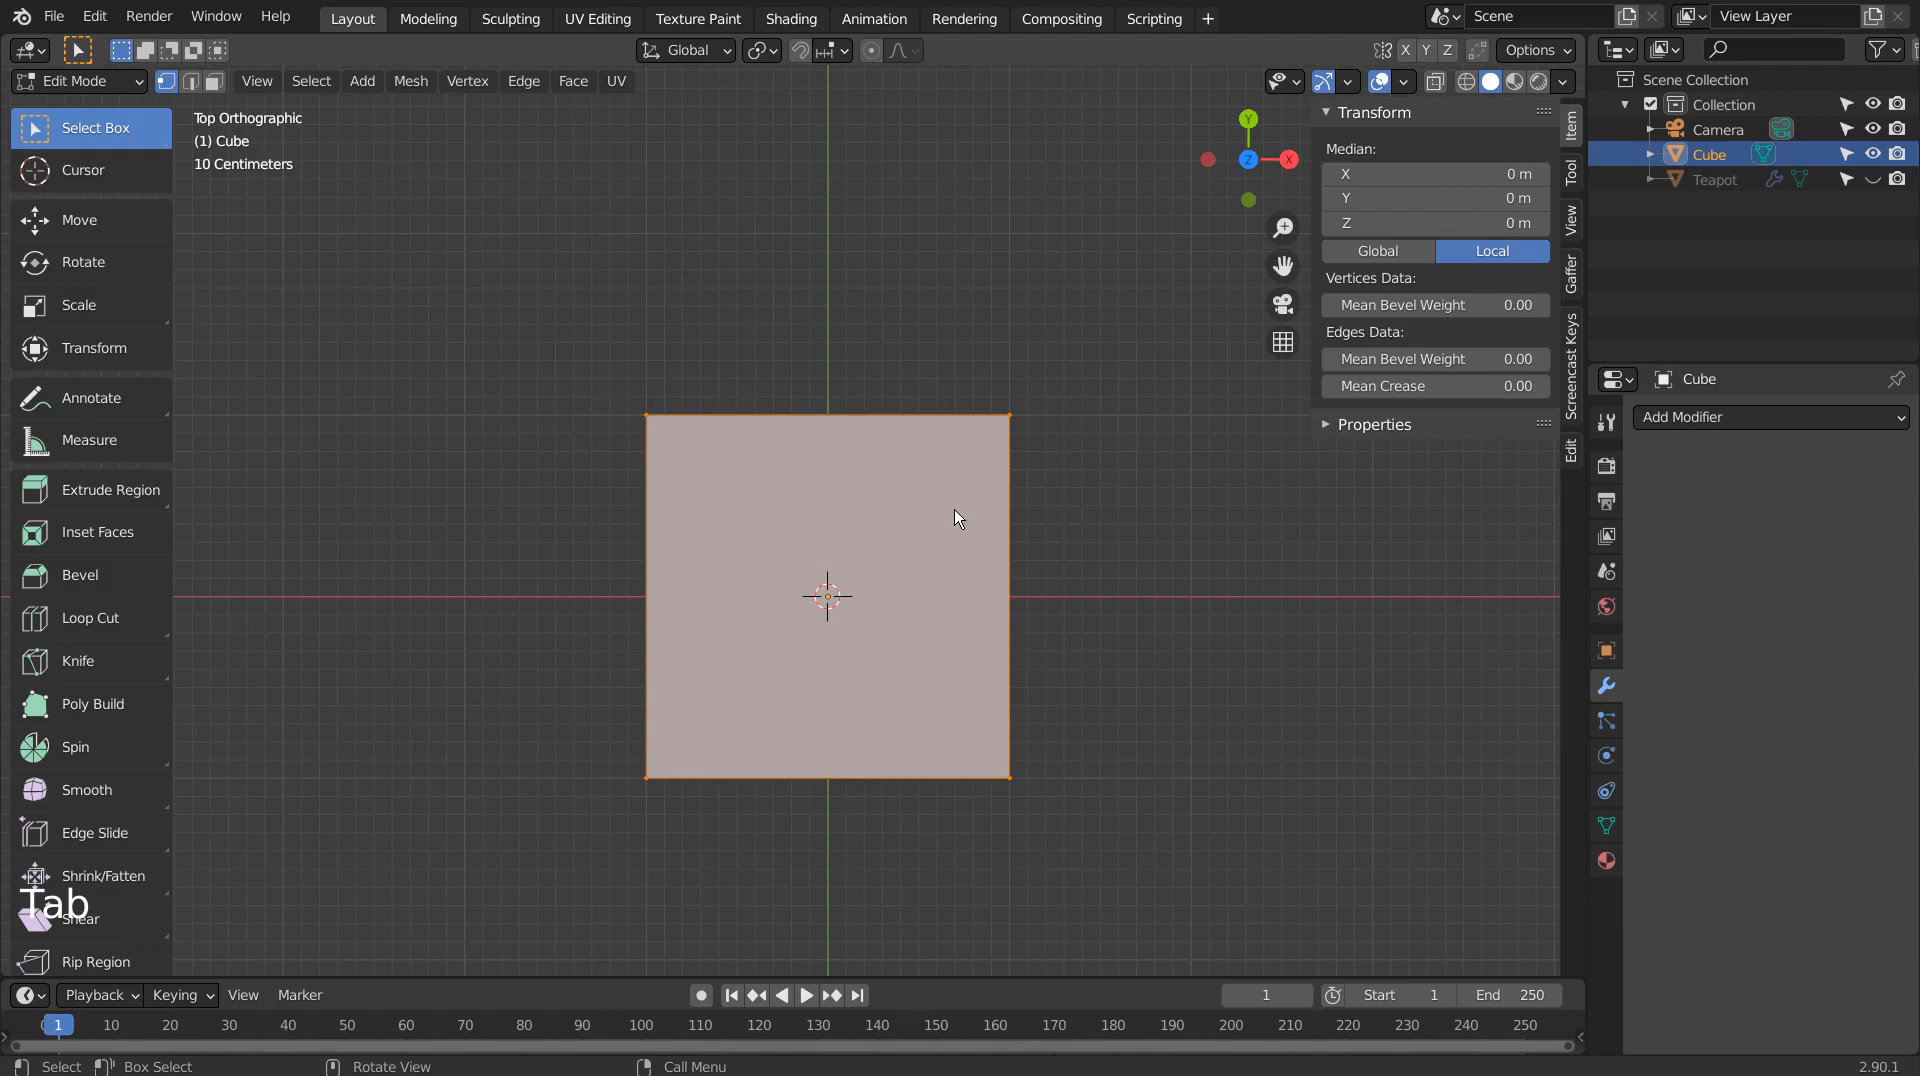 File Edit Render Window Help Layout Modeling Sculpting UV Editing Texture Paint Shading Animation Rendering Compositing Scripting + Scene View Layer
Global X Y Z Options
Edit Mode View Select Add Mesh Vertex Edge Face UV
Scene Collection
Collection
Camera
Cube
Teapot
Select Box
Cursor
Move
Rotate
Scale
Transform
Annotate
Measure
Extrude Region
Inset Faces
Bevel
Loop Cut
Knife
Poly Build
Spin
Smooth
Edge Slide
Shrink/Fatten
Shear
Rip Region
Tab
Top Orthographic
(1) Cube
10 Centimeters
Y
Z X
Transform
Median:
X 0 m
Y 0 m
Z 0 m
Global Local
Vertices Data:
Mean Bevel Weight 0.00
Edges Data:
Mean Bevel Weight 0.00
Mean Crease 0.00
Properties
Item
Tool
View
Gaffer
Screencast Keys
Edit
Cube
Add Modifier
Playback Keying View Marker 1 Start 1 End 250
1 10 20 30 40 50 60 70 80 90 100 110 120 130 140 150 160 170 180 190 200 210 220 230 240 250
Select Box Select Rotate View Call Menu 2.90.1